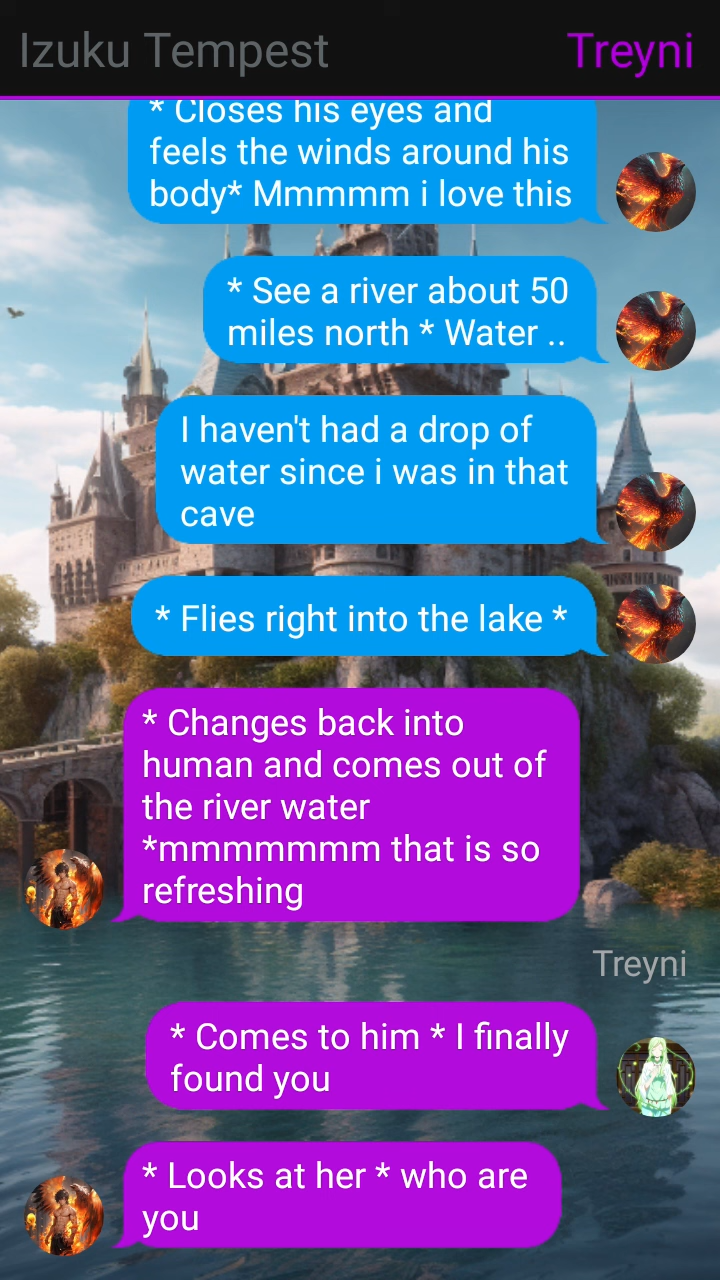 Izuku Tempest
Treyni
* Closes his eyes and
feels the winds around his
body* Mmmmm i love this
* See a river about 50
miles north * Water ..
I haven't had a drop of
water since i was in that
cave
* Flies right into the lake *
* Changes back into
human and comes out of
the river water
*mmmmmmm that is so
refreshing
Treyni
* Comes to him * I finally
found you
* Looks at her * who are
you